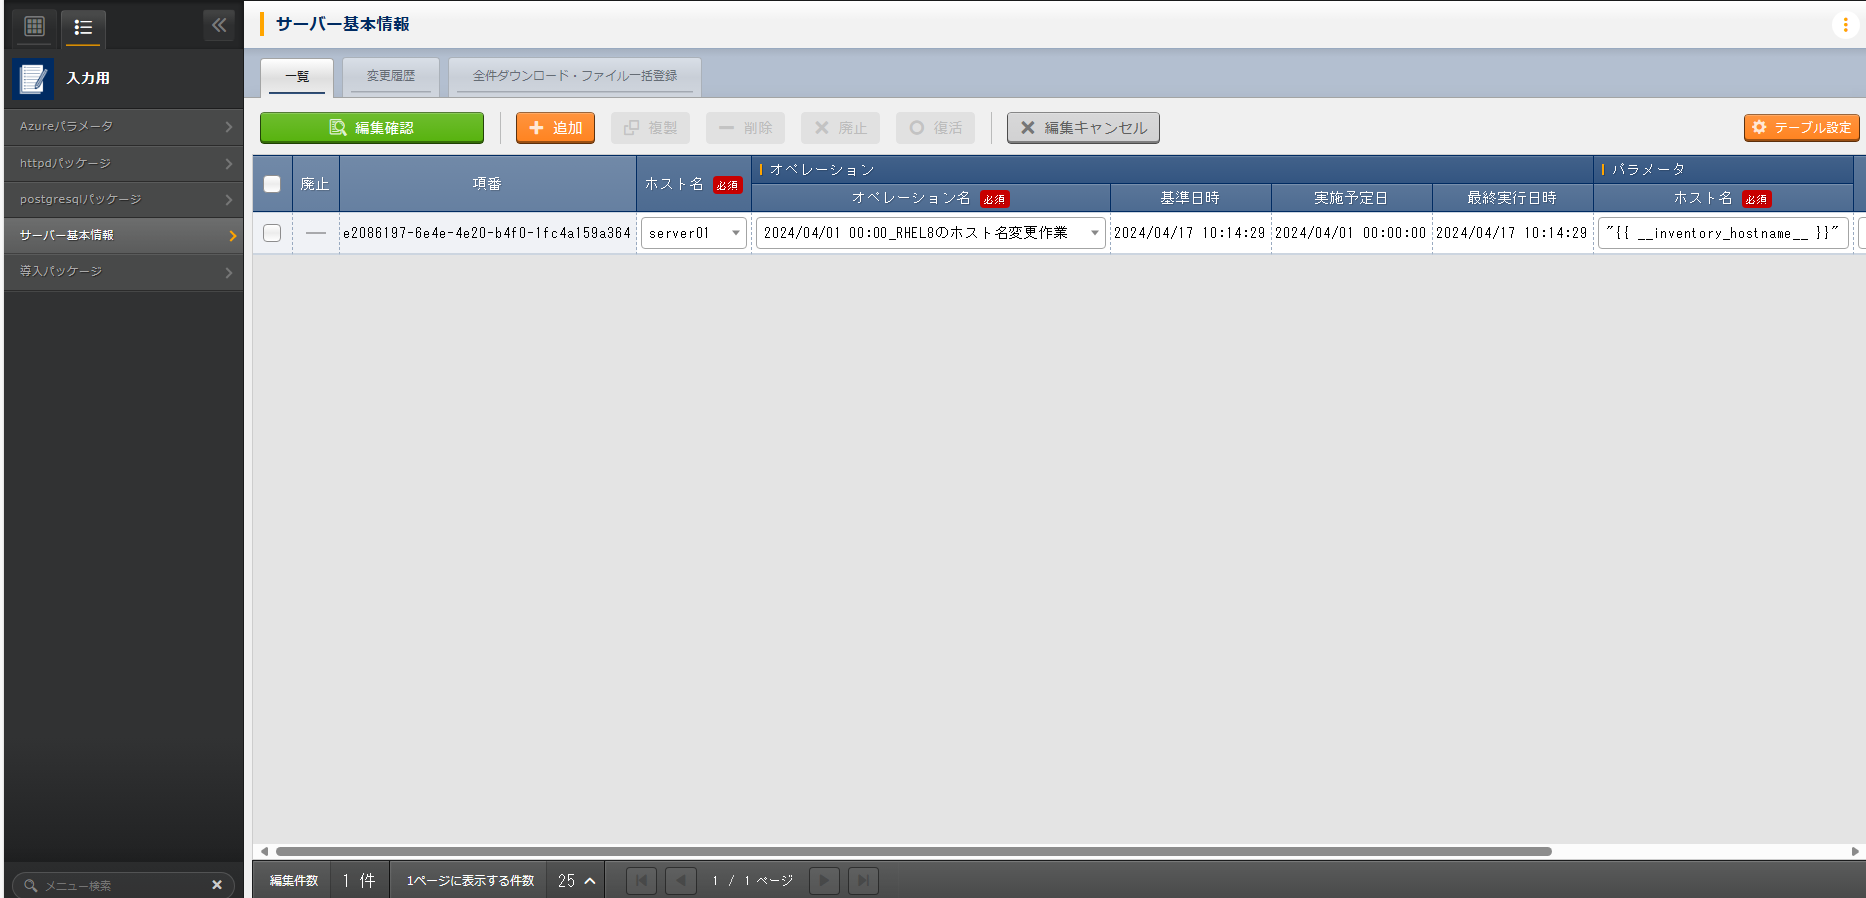 サーバー基本情報
入力用
Azureパラメータ
httpdパッケージ
postgresqlパッケージ
サーバー基本情報
導入パッケージ
メニュー検索
一覧 変更履歴 全件ダウンロード・ファイル一括登録
編集確認 追加 複製 削除 廃止 復活 編集キャンセル テーブル設定
廃止 項番 ホスト名 必須 オペレーション パラメータ
オペレーション名 必須 基準日時 実施予定日 最終実行日時 ホスト名 必須
e2086197-6e4e-4e20-b4f0-1fc4a159a364 server01 2024/04/01 00:00_RHEL8のホスト名変更作業 2024/04/17 10:14:29 2024/04/01 00:00:00 2024/04/17 10:14:29 "{{ __inventory_hostname__ }}"
編集件数 1 件 1ページに表示する件数 25 1 / 1 ページ